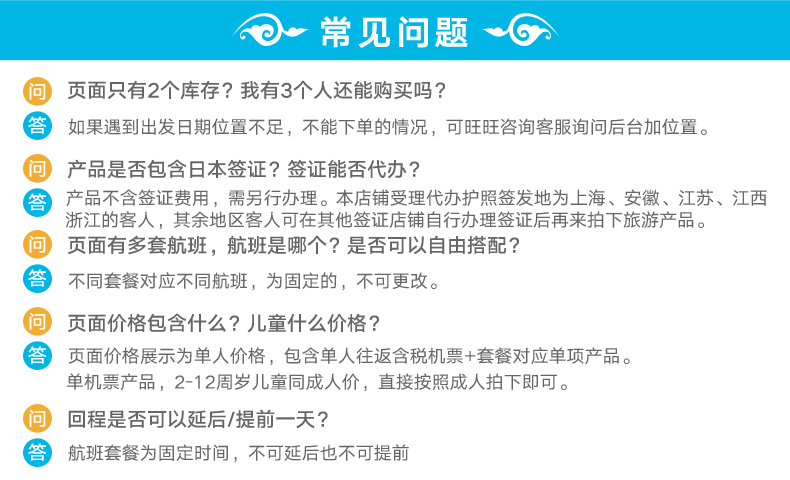 常见问题
问 页面只有2个库存？我有3个人还能购买吗？
答 如果遇到出发日期位置不足，不能下单的情况，可旺旺咨询客服询问后台加位置。
问 产品是否包含日本签证？签证能否代办？
答 产品不含签证费用，需另行办理。本店铺受理代办护照签发地为上海、安徽、江苏、江西
浙江的客人，其余地区客人可在其他签证店铺自行办理签证后再来拍下旅游产品。
问 页面有多套航班，航班是哪个？是否可以自由搭配？
答 不同套餐对应不同航班，为固定的，不可更改。
问 页面价格包含什么？儿童什么价格？
答 页面价格展示为单人价格，包含单人往返含税机票+套餐对应单项产品。
单机票产品，2-12周岁儿童同成人价，直接按照成人拍下即可。
问 回程是否可以延后/提前一天？
答 航班套餐为固定时间，不可延后也不可提前